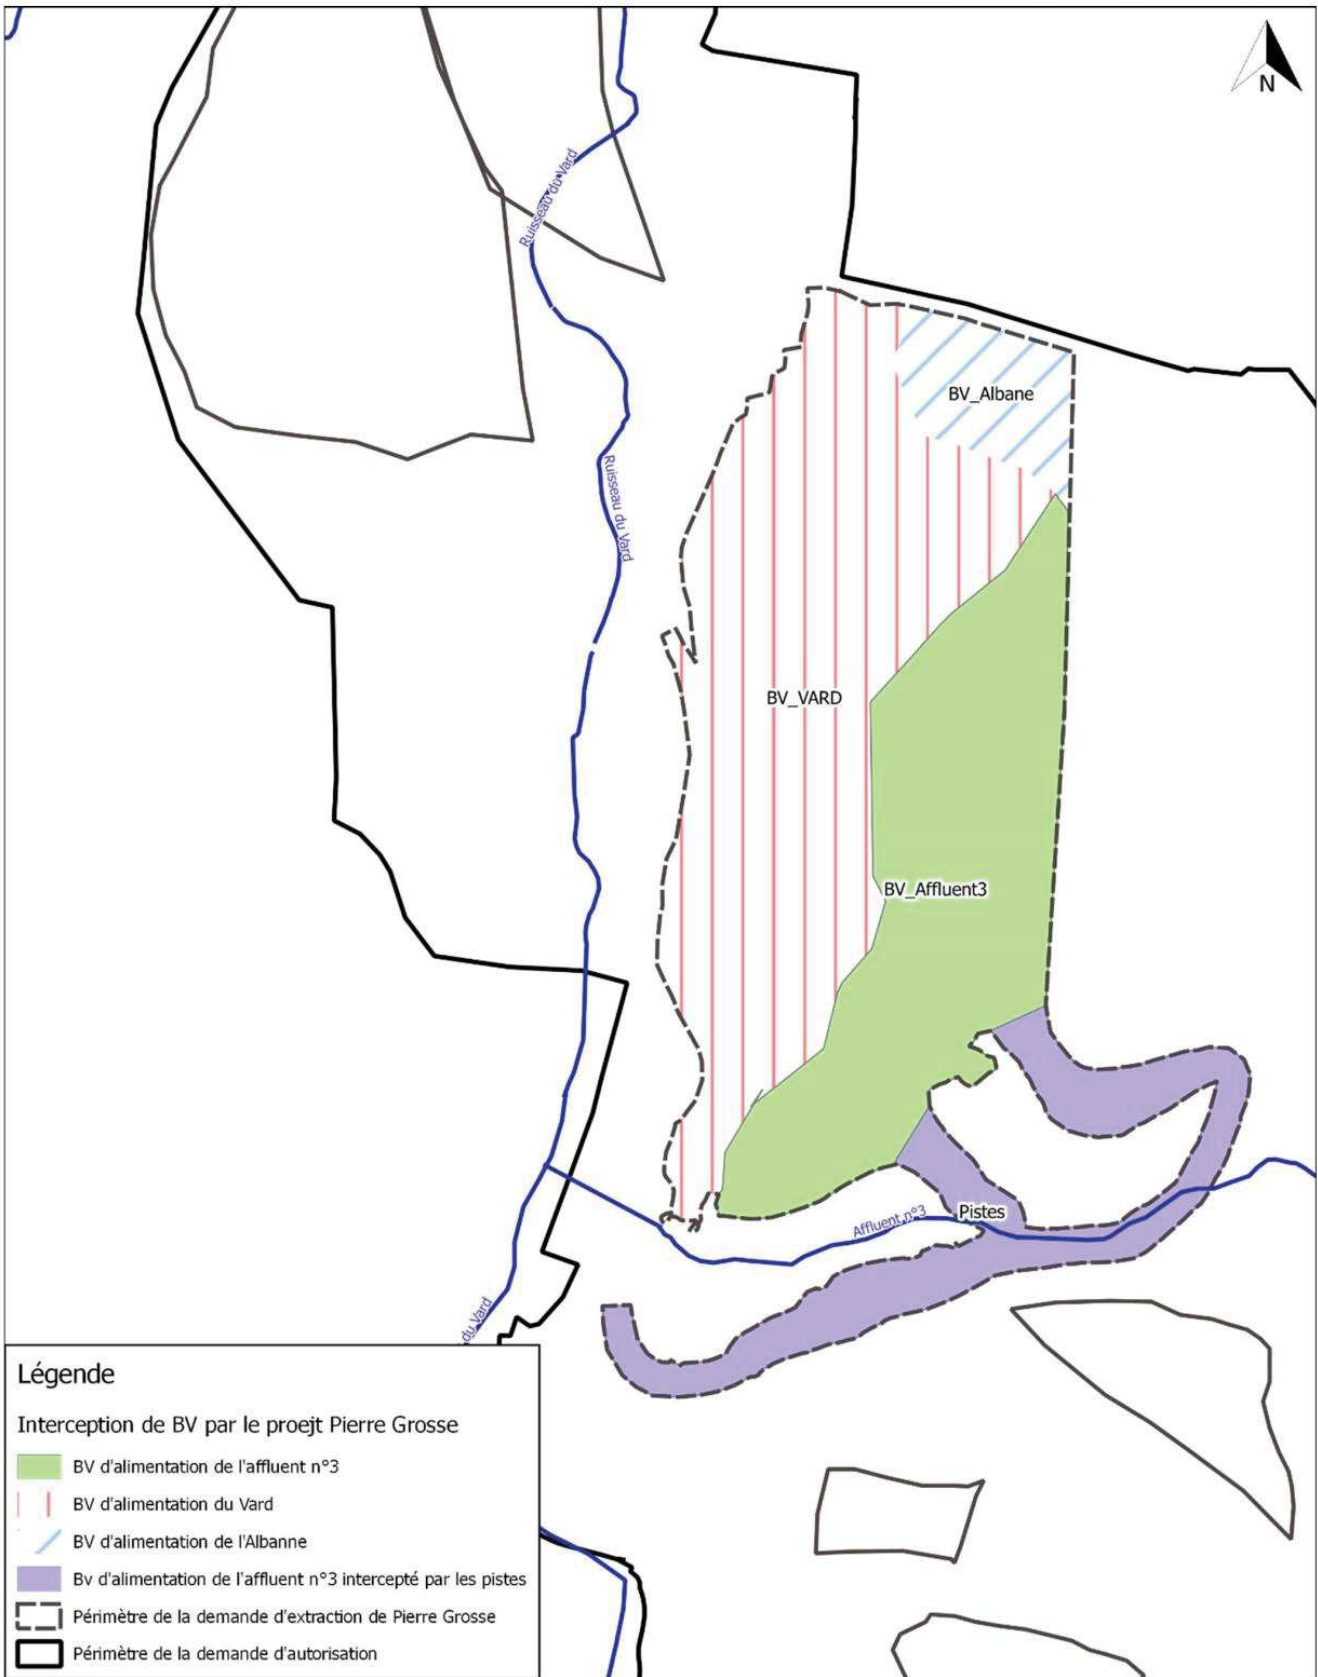 N
Ruisseau du Vard
BV_Albane
Ruisseau du Vard
BV_VARD
BV_Affluent3
Affluent n°3
Pistes
du Vard
Légende
Interception de BV par le proejt Pierre Grosse
BV d'alimentation de l'affluent n°3
BV d'alimentation du Vard
BV d'alimentation de l'Albanne
Bv d'alimentation de l'affluent n°3 intercepté par les pistes
Périmètre de la demande d'extraction de Pierre Grosse
Périmètre de la demande d'autorisation